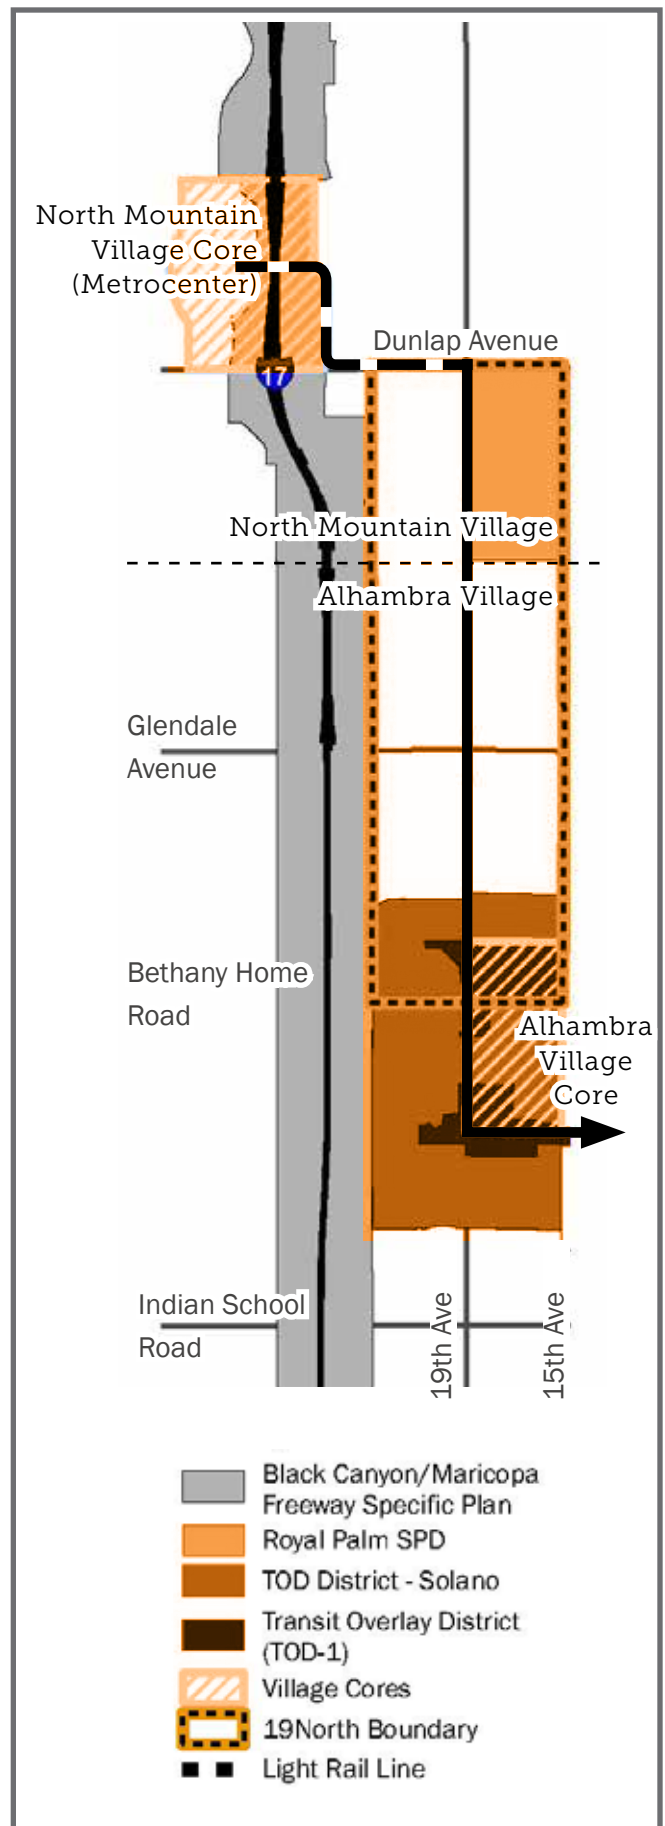 North Mountain
Village Core
(Metrocenter)
Dunlap Avenue
17
North Mountain Village
Alhambra Village
Glendale
Avenue
Bethany Home
Road
Alhambra
Village
Core
Indian School
Road
19th Ave
15th Ave
Black Canyon/Maricopa
Freeway Specific Plan
Royal Palm SPD
TOD District - Solano
Transit Overlay District
(TOD-1)
Village Cores
19North Boundary
Light Rail Line